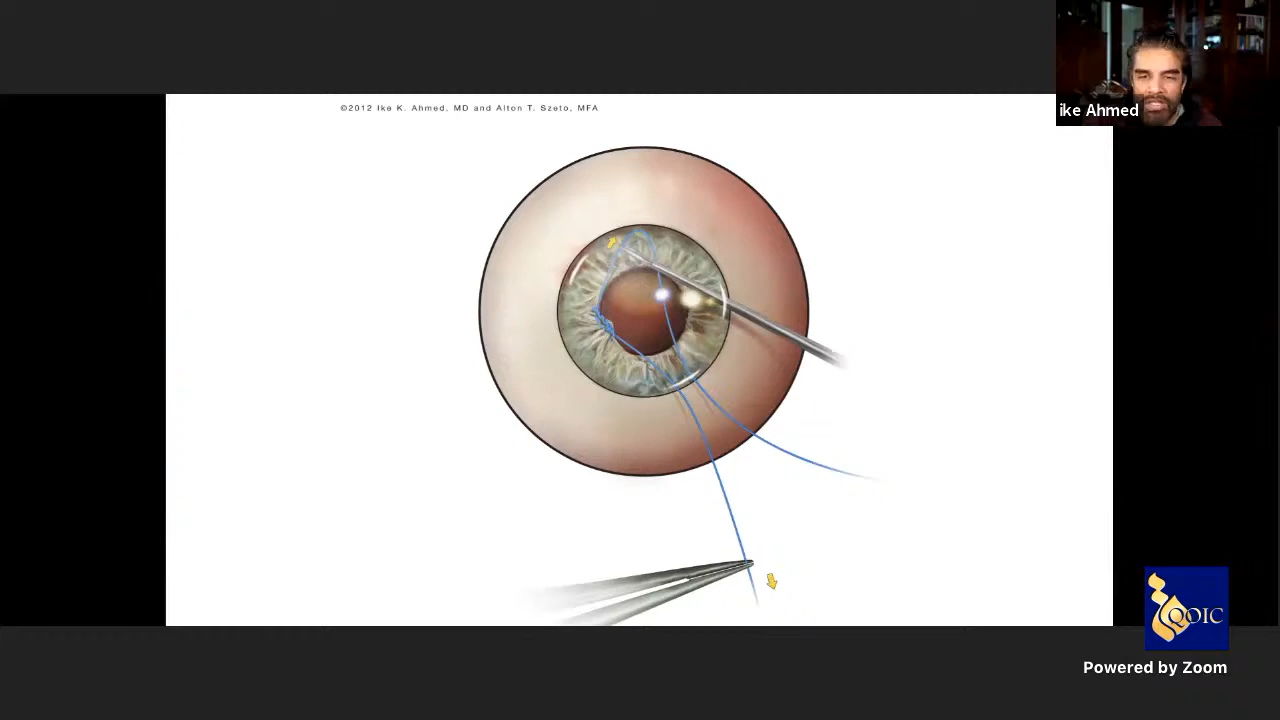 ©2012 Ike K. Ahmed, MD and Alton T. Szeto, MFA
ike Ahmed
QOIC
Powered by Zoom